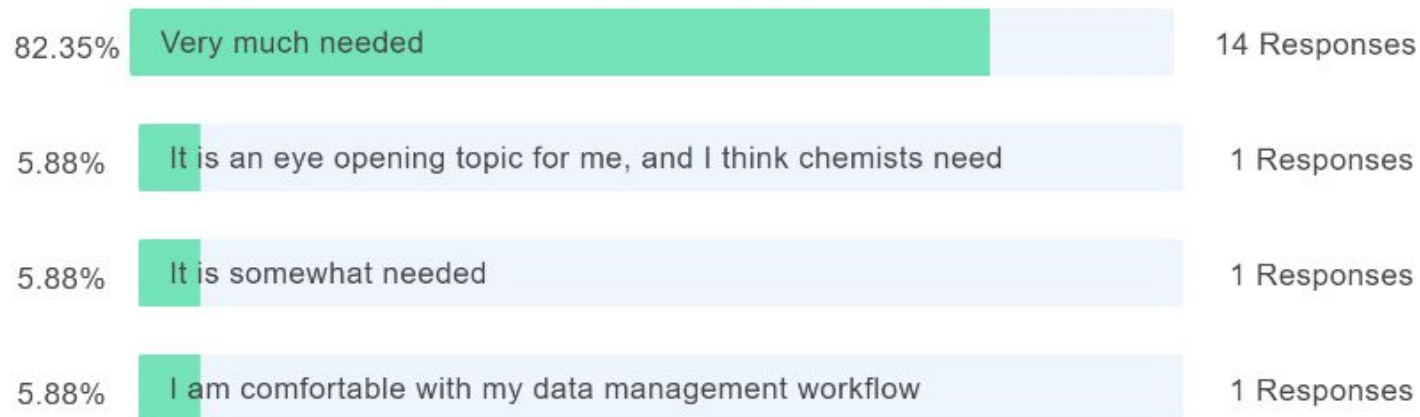 82.35% Very much needed 14 Responses
5.88% It is an eye opening topic for me, and I think chemists need 1 Responses
5.88% It is somewhat needed 1 Responses
5.88% I am comfortable with my data management workflow 1 Responses